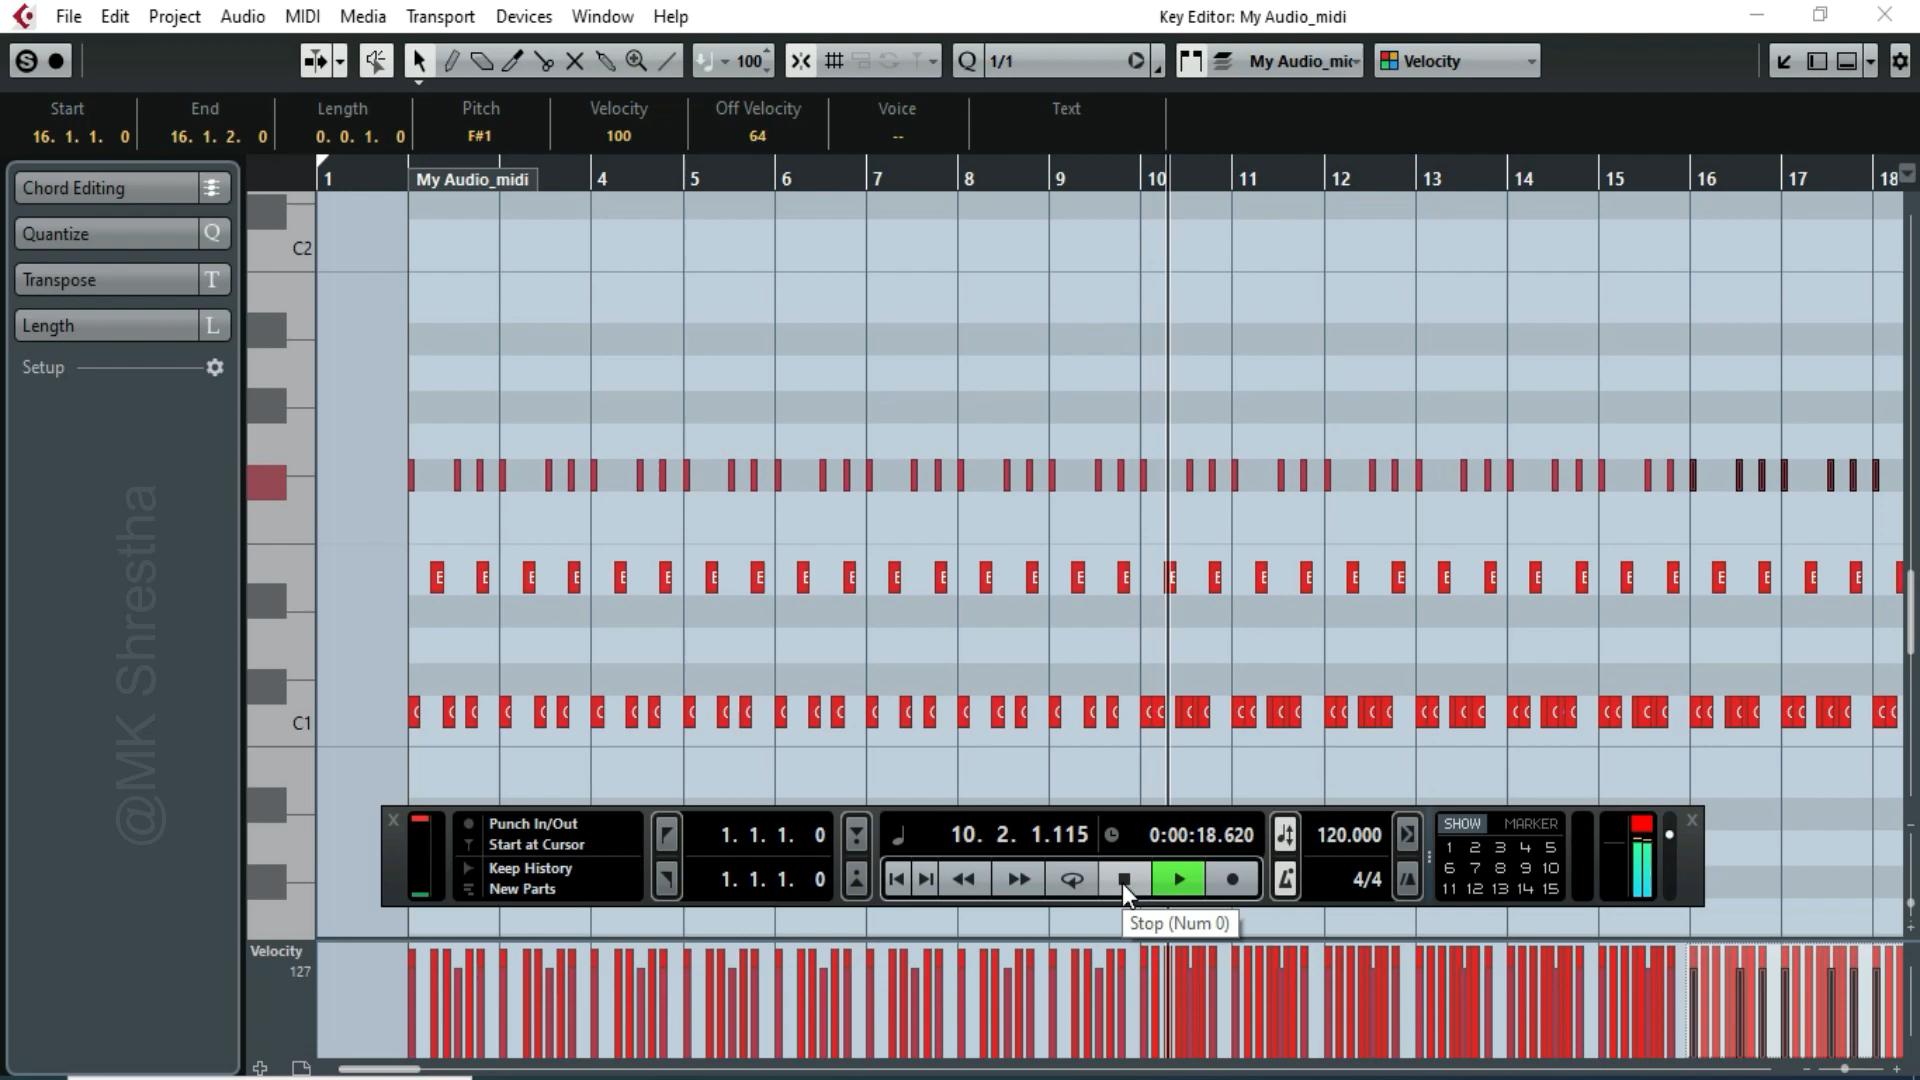 File Edit Project Audio MIDI Media Transport Devices Window Help
Key Editor: My Audio_midi
100
Q 1/1
My Audio_mic
Velocity
Start End Length Pitch Velocity Off Velocity Voice Text
16. 1. 1. 0 16. 1. 2. 0 0. 0. 1. 0 F#1 100 64 --
Chord Editing
Quantize Q
Transpose T
Length L
Setup
@MK Shrestha
1 My Audio_midi 4 5 6 7 8 9 10 11 12 13 14 15 16 17 18
C2
E E E E E E E E E E E E E E E E E E E E E E E E E E E E E E E E
C1
Punch In/Out
Start at Cursor
Keep History
New Parts
1. 1. 1. 0
1. 1. 1. 0
10. 2. 1.115 0:00:18.620
120.000
4/4
SHOW MARKER
1 2 3 4 5
6 7 8 9 10
11 12 13 14 15
X
X
Stop (Num 0)
Velocity
127